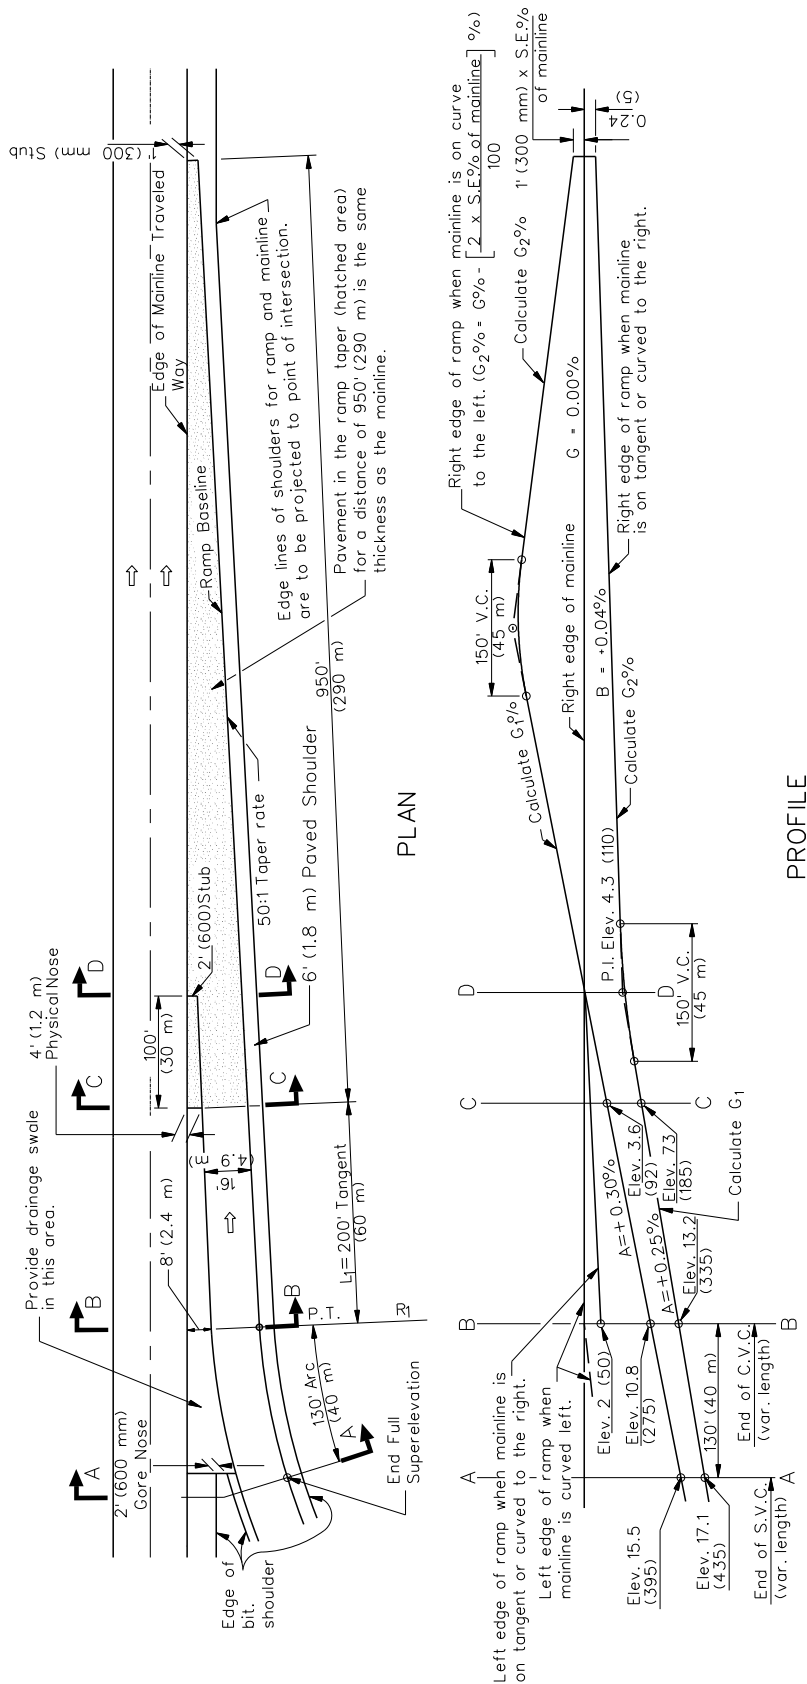 Provide drainage swale
in this area.
4' (1.2 m)
Physical Nose
A
B
C
D
2' (600 mm)
Gore Nose
8' (2.4 m)
100'
(30 m)
2' (600) Stub
16'
(4.9 m)
Ramp Baseline
Edge of Mainline Traveled
Way
1' (300
mm) Stub
Edge of
bit.
shoulder
End Full
Superelevation
A
130' Arc
(40 m)
B
P.T.
R1
L1= 200' Tangent
(60 m)
C
D
50:1 Taper rate
6' (1.8 m) Paved Shoulder
950'
(290 m)
Edge lines of shoulders for ramp and mainline
are to be projected to point of intersection.
Pavement in the ramp taper (hatched area)
for a distance of 950' (290 m) is the same
thickness as the mainline.
PLAN
Left edge of ramp when mainline is
on tangent or curved to the right.
Left edge of ramp when
mainline is curved left.
A
B
C
D
Elev. 15.5
(395)
Elev. 17.1
(435)
End of S.V.C.
(var. length)
A
Elev. 2 (50)
Elev. 10.8
(275)
130' (40 m)
End of C.V.C.
(var. length)
B
A=+0.30%
A=+0.25%
Elev. 13.2
(335)
Elev. 3.6
(92)
Elev. 73
(185)
Calculate G1
C
D
P.I. Elev. 4.3 (110)
150' V.C.
(45 m)
Calculate G1%
150' V.C.
(45 m)
Right edge of mainline
G = 0.00%
B = +0.04%
Calculate G2%
Right edge of ramp when mainline is on curve
to the left. (G2% = G% - [ 2 x S.E.% of mainline ] %)
100
Calculate G2%
1' (300 mm) x S.E.%
of mainline
0.24
(5)
Right edge of ramp when mainline
is on tangent or curved to the right.
PROFILE